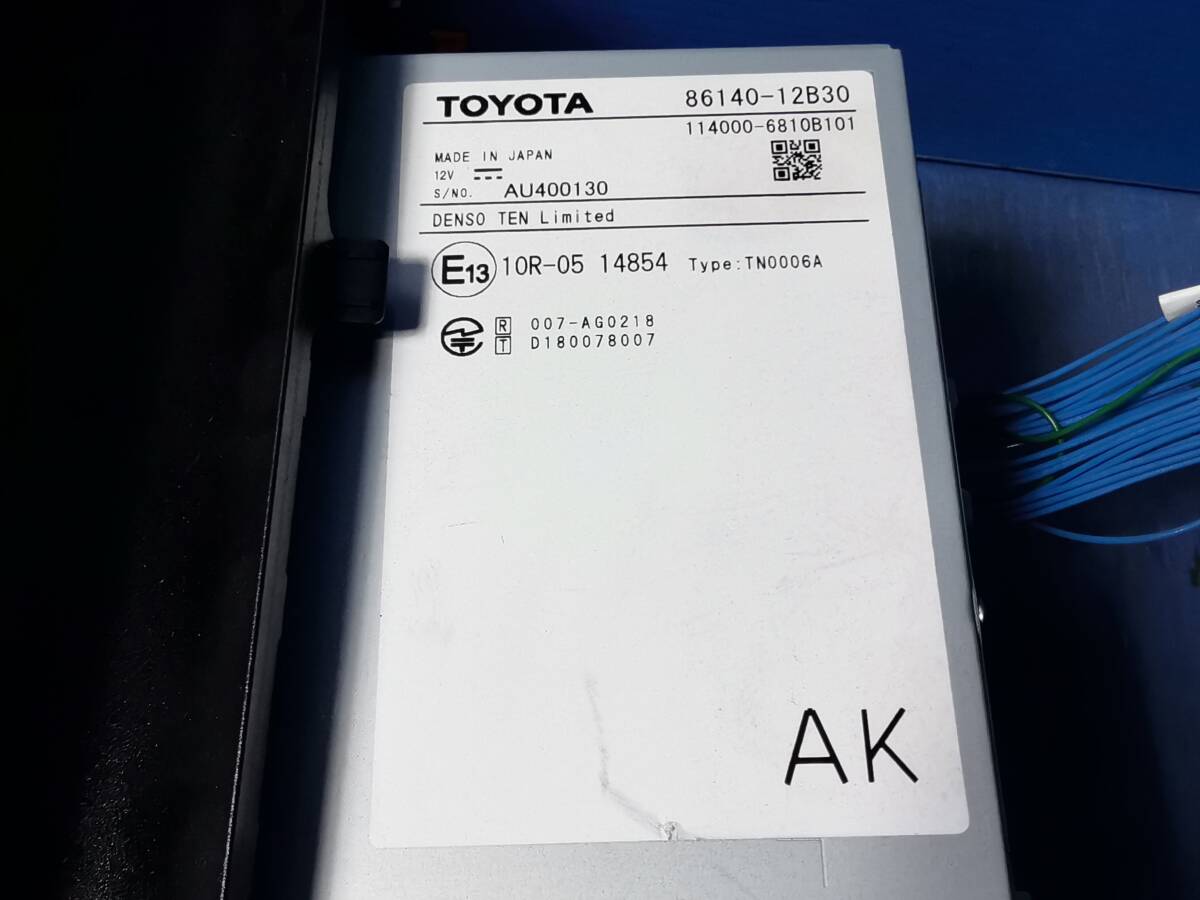 TOYOTA 86140-12B30
114000-6810B101
MADE IN JAPAN
12V
S/NO. AU400130
DENSO TEN Limited
E13 10R-05 14854 Type:TN0006A
R 007-AG0218
T D180078007
AK